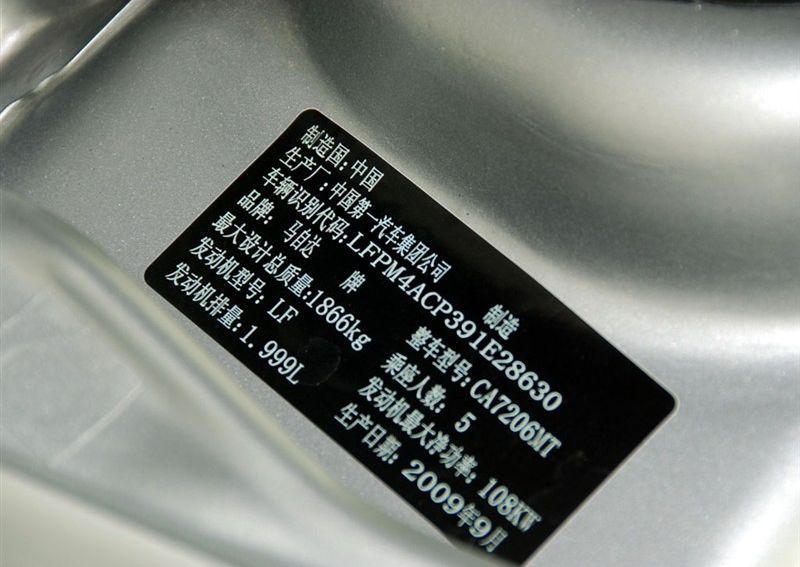 制造国:中国
生产厂:中国第一汽车集团公司 制造
车辆识别代码:LFPM4ACP391E28630
品牌: 马自达 牌 整车型号:CA7206MT
最大设计总质量:1866kg 乘座人数: 5
发动机型号: LF 发动机最大净功率: 108KW
发动机排量:1.999L 生产日期: 2009年9月